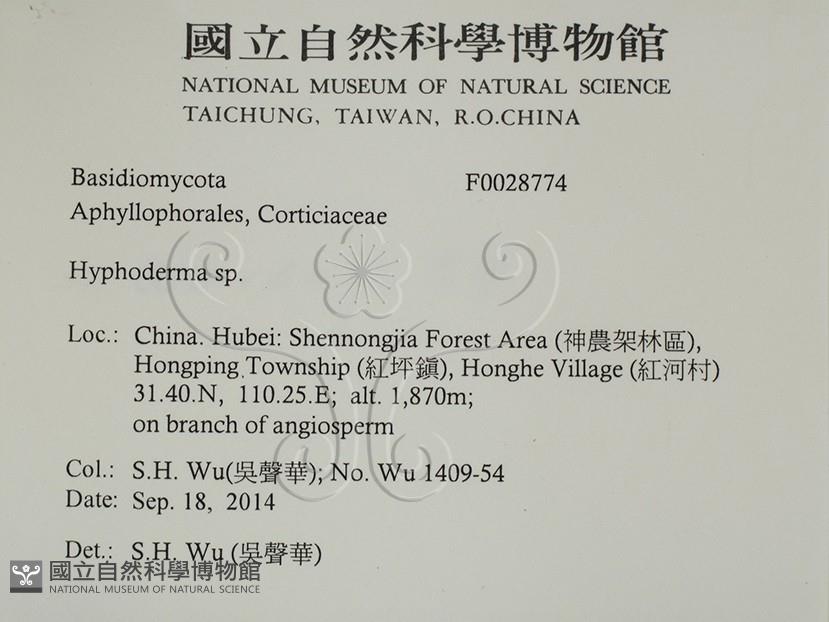 國立自然科學博物館
NATIONAL MUSEUM OF NATURAL SCIENCE
TAICHUNG, TAIWAN, R.O.CHINA
Basidiomycota F0028774
Aphyllophorales, Corticiaceae
Hyphoderma sp.
Loc.: China. Hubei: Shennongjia Forest Area (神農架林區),
Hongping Township (紅坪鎮), Honghe Village (紅河村)
31.40.N, 110.25.E; alt. 1,870m;
on branch of angiosperm
Col.: S.H. Wu(吳聲華); No. Wu 1409-54
Date: Sep. 18, 2014
Det.: S.H. Wu (吳聲華)
國立自然科學博物館
NATIONAL MUSEUM OF NATURAL SCIENCE